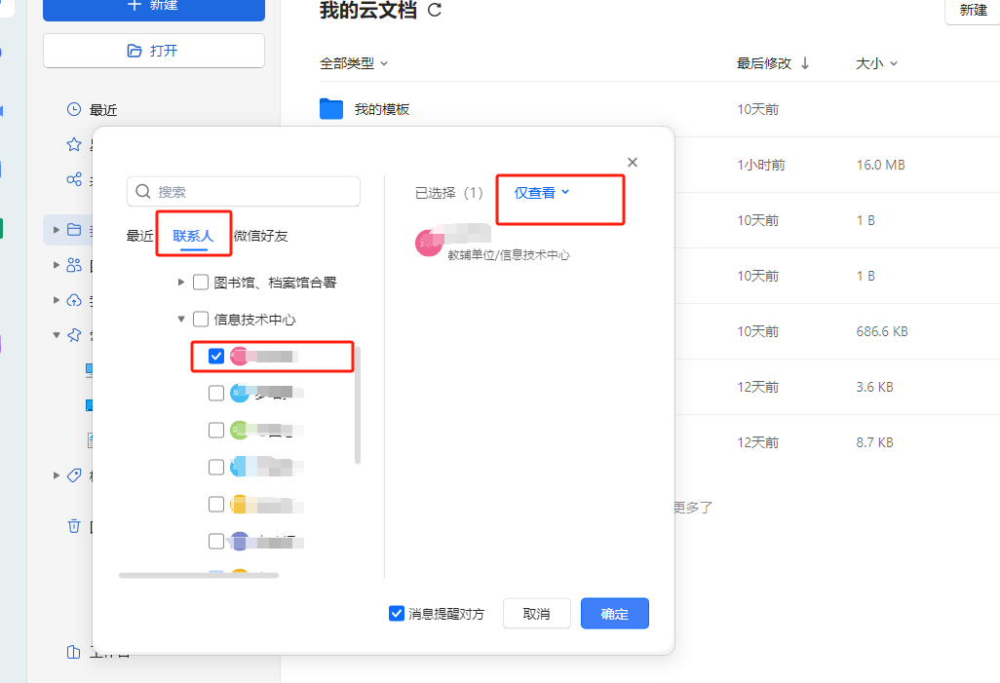 新建
打开
最近
我的云文档
新建
全部类型
最后修改
大小
我的模板
10天前
1小时前
16.0 MB
10天前
1 B
10天前
1 B
10天前
686.6 KB
12天前
3.6 KB
12天前
8.7 KB
更多了
搜索
最近
联系人
微信好友
图书馆、档案馆合署
信息技术中心
已选择（1）
仅查看
教辅单位/信息技术中心
消息提醒对方
取消
确定